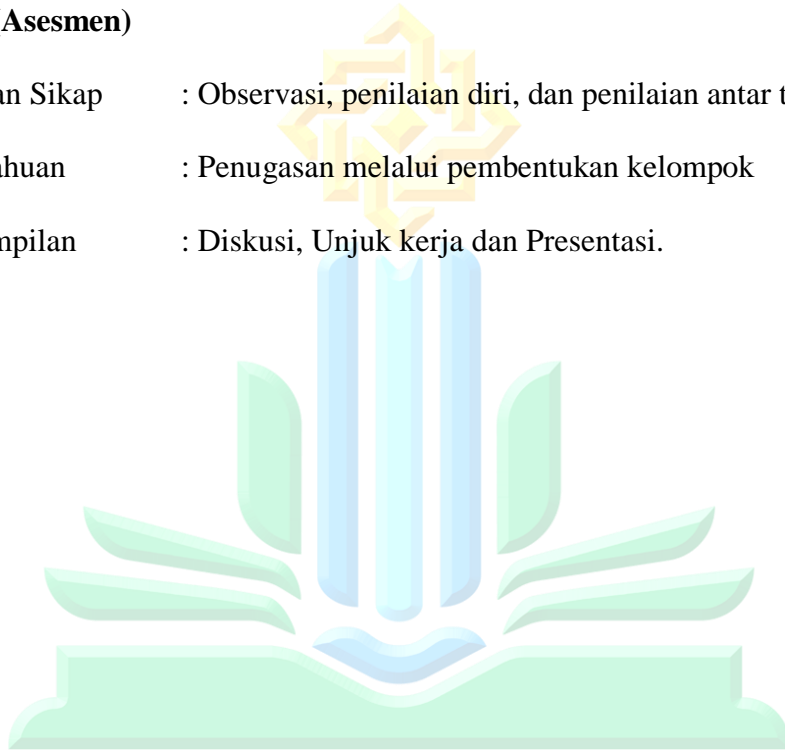 (Asesmen)
an Sikap : Observasi, penilaian diri, dan penilaian antar t
ahuan : Penugasan melalui pembentukan kelompok
mpilan : Diskusi, Unjuk kerja dan Presentasi.